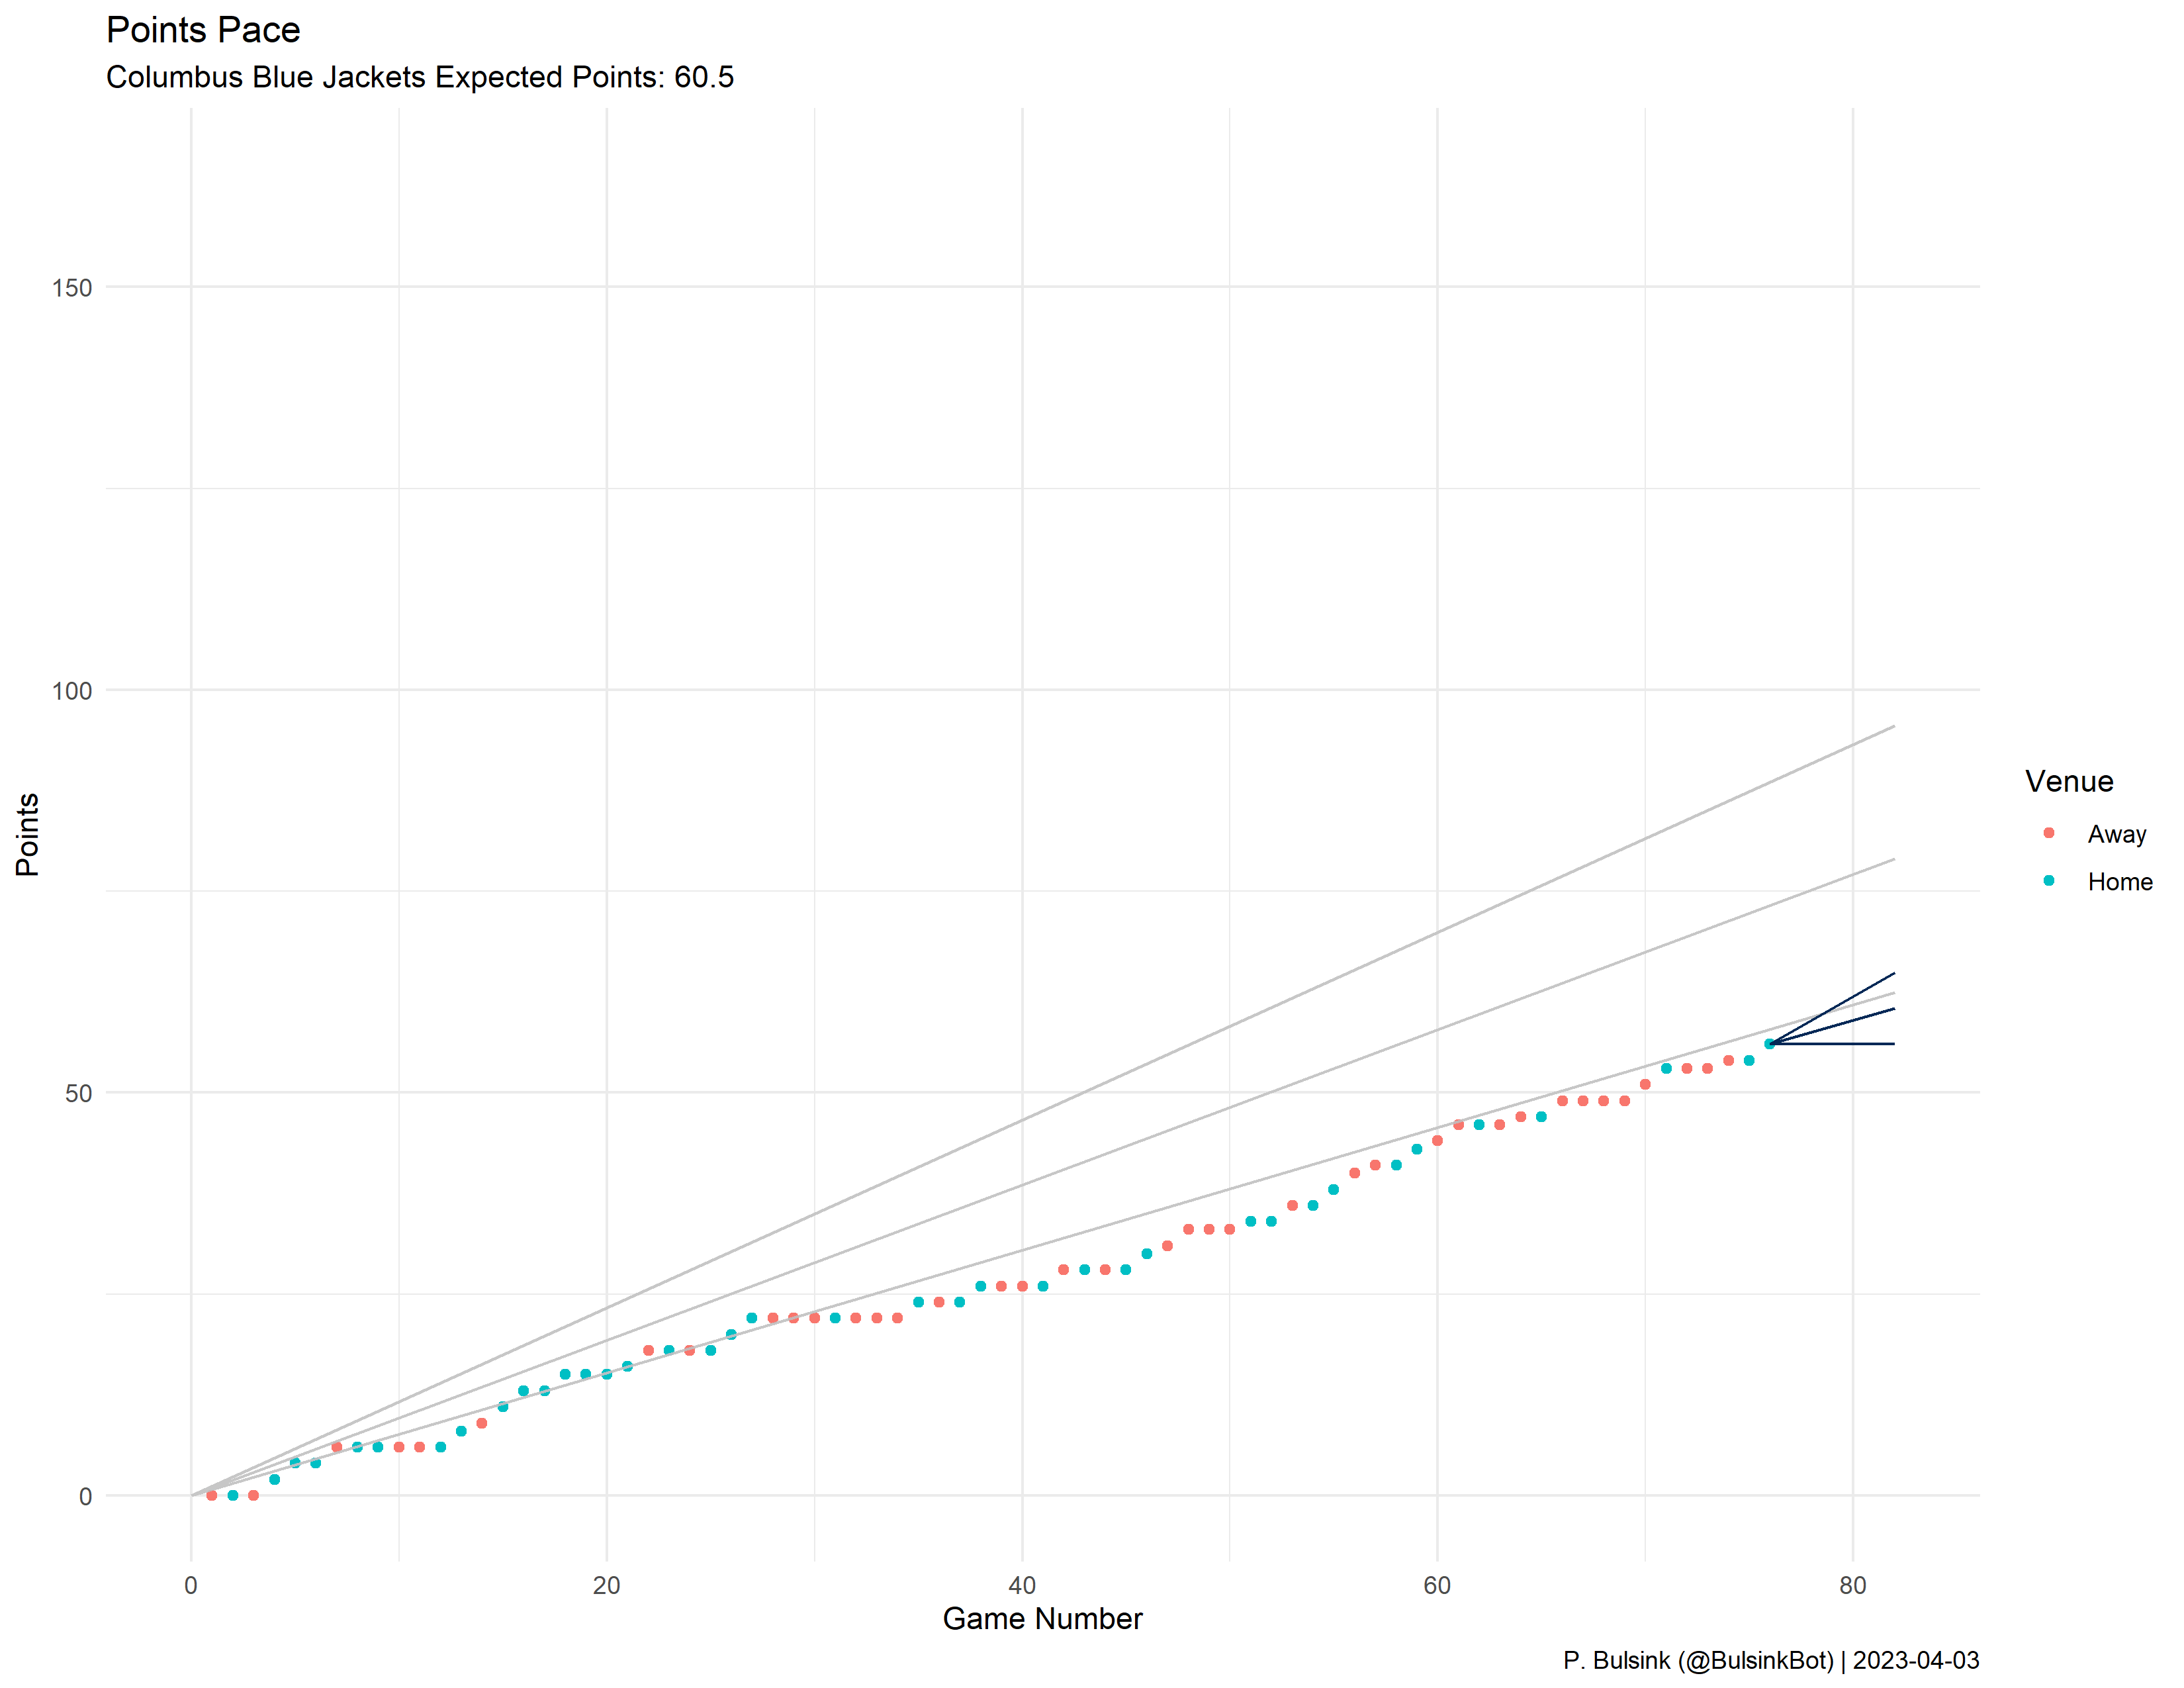 Points Pace
Columbus Blue Jackets Expected Points: 60.5
150
100
50
0
Points
0 20 40 60 80
Game Number
Venue
Away
Home
P. Bulsink (@BulsinkBot) | 2023-04-03